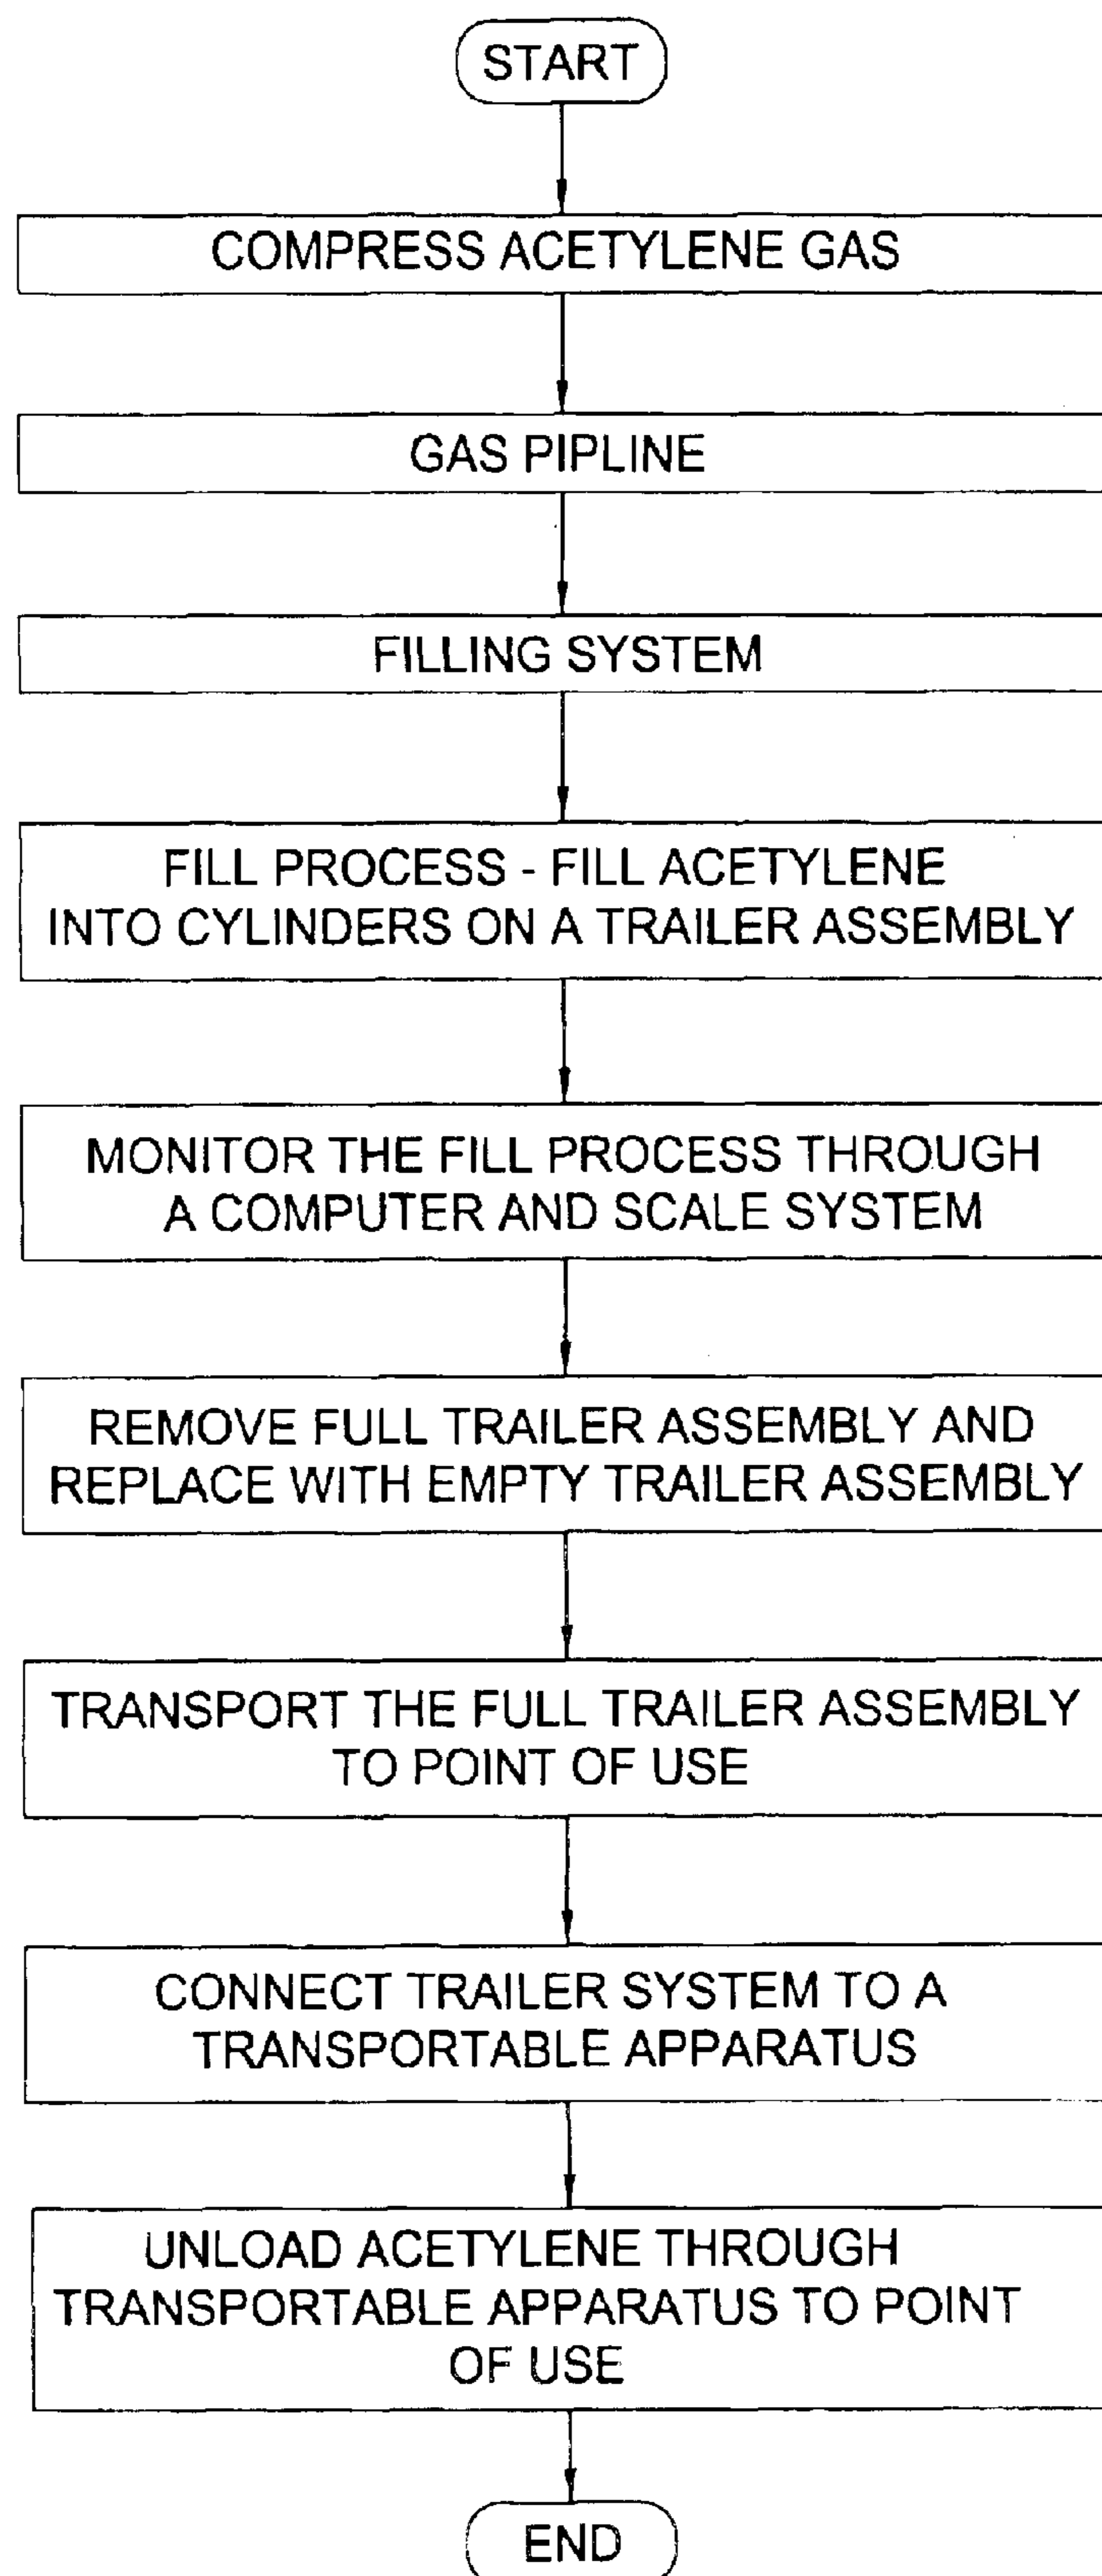 START
COMPRESS ACETYLENE GAS
GAS PIPLINE
FILLING SYSTEM
FILL PROCESS - FILL ACETYLENE
INTO CYLINDERS ON A TRAILER ASSEMBLY
MONITOR THE FILL PROCESS THROUGH
A COMPUTER AND SCALE SYSTEM
REMOVE FULL TRAILER ASSEMBLY AND
REPLACE WITH EMPTY TRAILER ASSEMBLY
TRANSPORT THE FULL TRAILER ASSEMBLY
TO POINT OF USE
CONNECT TRAILER SYSTEM TO A
TRANSPORTABLE APPARATUS
UNLOAD ACETYLENE THROUGH
TRANSPORTABLE APPARATUS TO POINT
OF USE
END